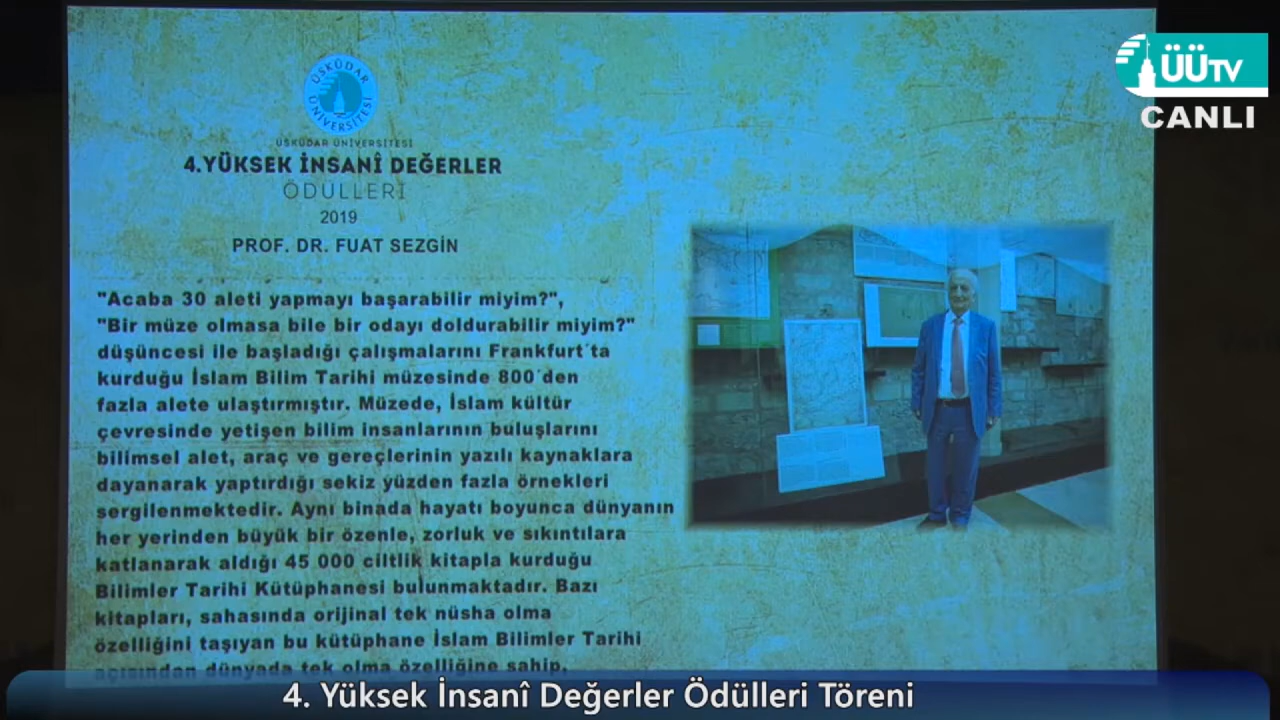 ÜÜTV
CANLI
ÜSKÜDAR ÜNİVERSİTESİ
ÜSKÜDAR ÜNİVERSİTESİ
4.YÜKSEK İNSANÎ DEĞERLER
ÖDÜLLERİ
2019
PROF. DR. FUAT SEZGİN
"Acaba 30 aleti yapmayı başarabilir miyim?",
"Bir müze olmasa bile bir odayı doldurabilir miyim?"
düşüncesi ile başladığı çalışmalarını Frankfurt´ta
kurduğu İslam Bilim Tarihi müzesinde 800´den
fazla alete ulaştırmıştır. Müzede, İslam kültür
çevresinde yetişen bilim insanlarının buluşlarını
bilimsel alet, araç ve gereçlerinin yazılı kaynaklara
dayanarak yaptırdığı sekiz yüzden fazla örnekleri
sergilenmektedir. Aynı binada hayatı boyunca dünyanın
her yerinden büyük bir özenle, zorluk ve sıkıntılara
katlanarak aldığı 45 000 ciltlik kitapla kurduğu
Bilimler Tarihi Kütüphanesi bulunmaktadır. Bazı
kitapları, sahasında orijinal tek nüsha olma
özelliğini taşıyan bu kütüphane İslam Bilimler Tarihi
açısından dünyada tek olma özelliğine sahip.
4. Yüksek İnsanî Değerler Ödülleri Töreni